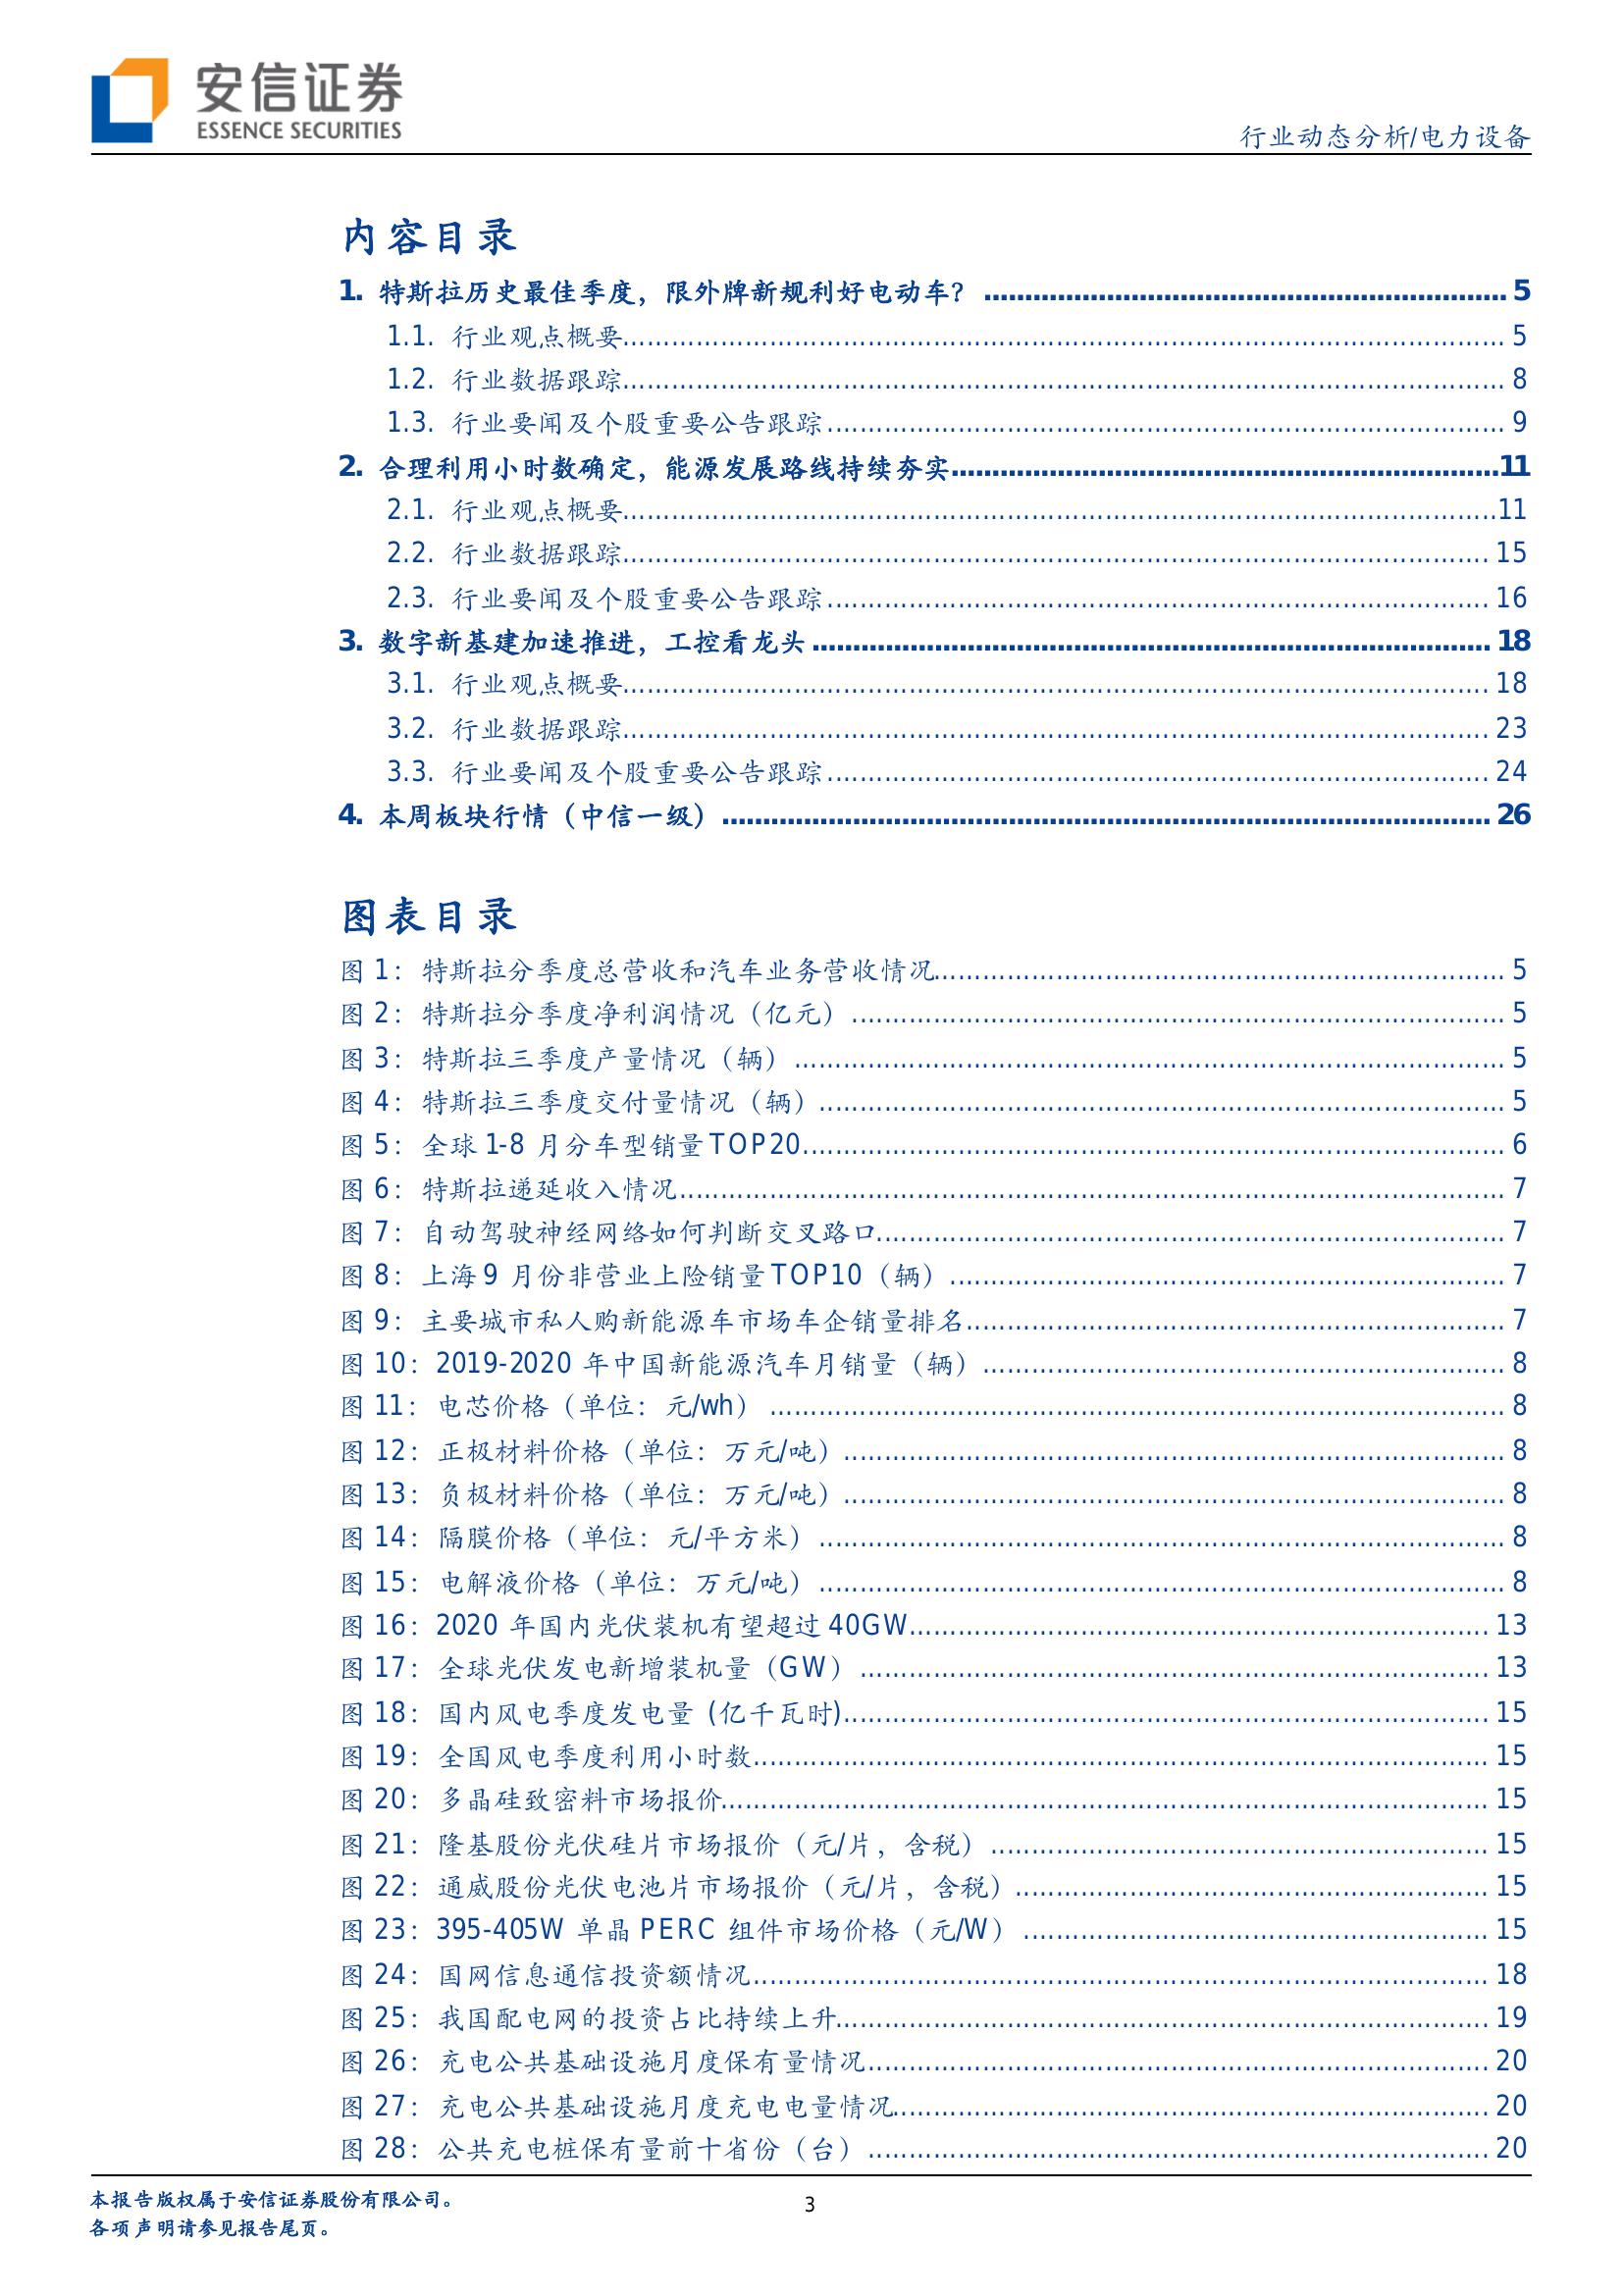 安信证券
ESSENCE SECURITIES
行业动态分析/电力设备
内容目录
1. 特斯拉历史最佳季度，限外牌新规利好电动车？ ........ 5
1.1. 行业观点概要........ 5
1.2. 行业数据跟踪........ 8
1.3. 行业要闻及个股重要公告跟踪........ 9
2. 合理利用小时数确定，能源发展路线持续夯实........11
2.1. 行业观点概要........11
2.2. 行业数据跟踪........ 15
2.3. 行业要闻及个股重要公告跟踪........ 16
3. 数字新基建加速推进，工控看龙头 ........ 18
3.1. 行业观点概要........ 18
3.2. 行业数据跟踪........ 23
3.3. 行业要闻及个股重要公告跟踪........ 24
4. 本周板块行情（中信一级） ........ 26
图表目录
图 1：特斯拉分季度总营收和汽车业务营收情况........ 5
图 2：特斯拉分季度净利润情况（亿元） ........ 5
图 3：特斯拉三季度产量情况（辆） ........ 5
图 4：特斯拉三季度交付量情况（辆）........ 5
图 5：全球 1-8 月分车型销量 TOP20........ 6
图 6：特斯拉递延收入情况........ 7
图 7：自动驾驶神经网络如何判断交叉路口........ 7
图 8：上海 9 月份非营业上险销量 TOP10（辆）........ 7
图 9：主要城市私人购新能源车市场车企销量排名........ 7
图 10：2019-2020 年中国新能源汽车月销量（辆） ........ 8
图 11：电芯价格（单位：元/wh） ........ 8
图 12：正极材料价格（单位：万元/吨）........ 8
图 13：负极材料价格（单位：万元/吨）........ 8
图 14：隔膜价格（单位：元/平方米） ........ 8
图 15：电解液价格（单位：万元/吨） ........ 8
图 16：2020 年国内光伏装机有望超过 40GW........ 13
图 17：全球光伏发电新增装机量（GW） ........ 13
图 18：国内风电季度发电量 (亿千瓦时)........ 15
图 19：全国风电季度利用小时数........ 15
图 20：多晶硅致密料市场报价........ 15
图 21：隆基股份光伏硅片市场报价（元/片，含税） ........ 15
图 22：通威股份光伏电池片市场报价（元/片，含税）........ 15
图 23：395-405W 单晶 PERC 组件市场价格（元/W） ........ 15
图 24：国网信息通信投资额情况........ 18
图 25：我国配电网的投资占比持续上升........ 19
图 26：充电公共基础设施月度保有量情况........ 20
图 27：充电公共基础设施月度充电电量情况........ 20
图 28：公共充电桩保有量前十省份（台） ........ 20
本报告版权属于安信证券股份有限公司。
各项声明请参见报告尾页。
3